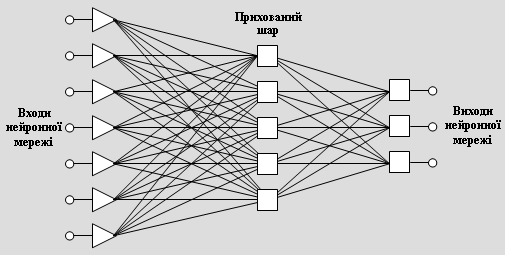 Прихований
шар
Входи
нейронної
мережі
Виходи
нейронної
мережі